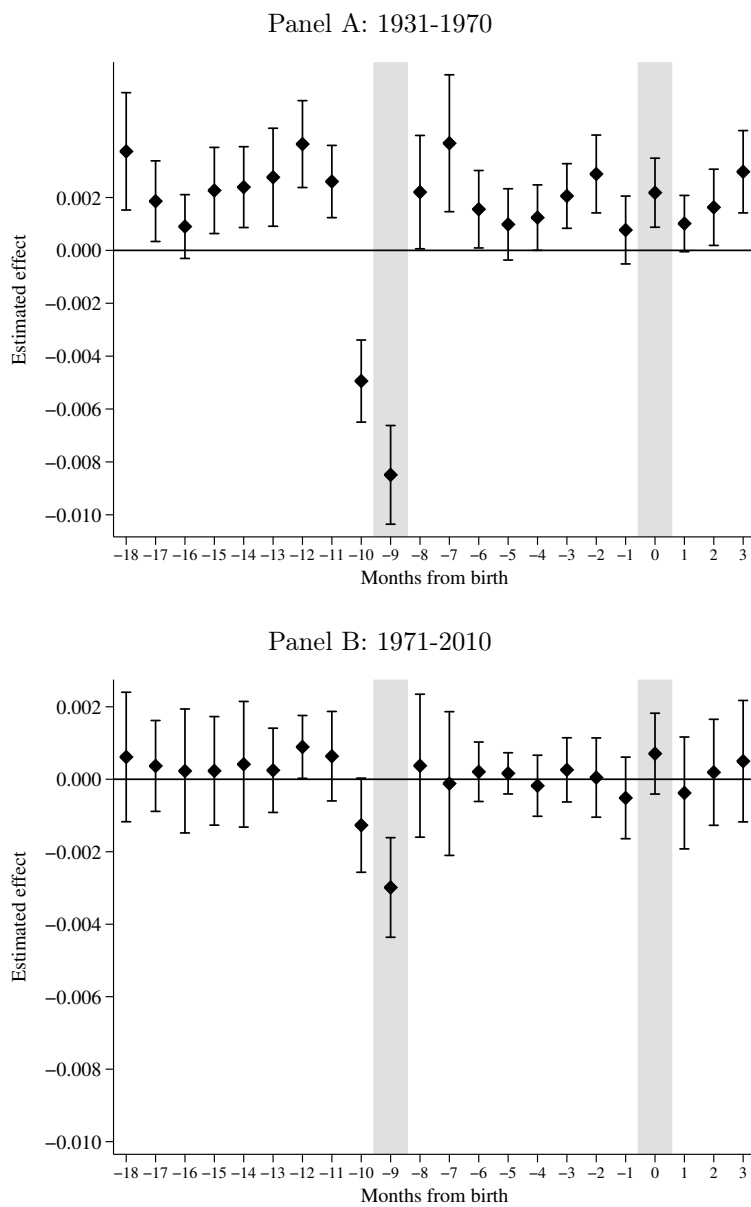 Panel A: 1931-1970
Estimated effect
0.002
0.000
−0.002
−0.004
−0.006
−0.008
−0.010
−18 −17 −16 −15 −14 −13 −12 −11 −10 −9 −8 −7 −6 −5 −4 −3 −2 −1 0 1 2 3
Months from birth
Panel B: 1971-2010
Estimated effect
0.002
0.000
−0.002
−0.004
−0.006
−0.008
−0.010
−18 −17 −16 −15 −14 −13 −12 −11 −10 −9 −8 −7 −6 −5 −4 −3 −2 −1 0 1 2 3
Months from birth